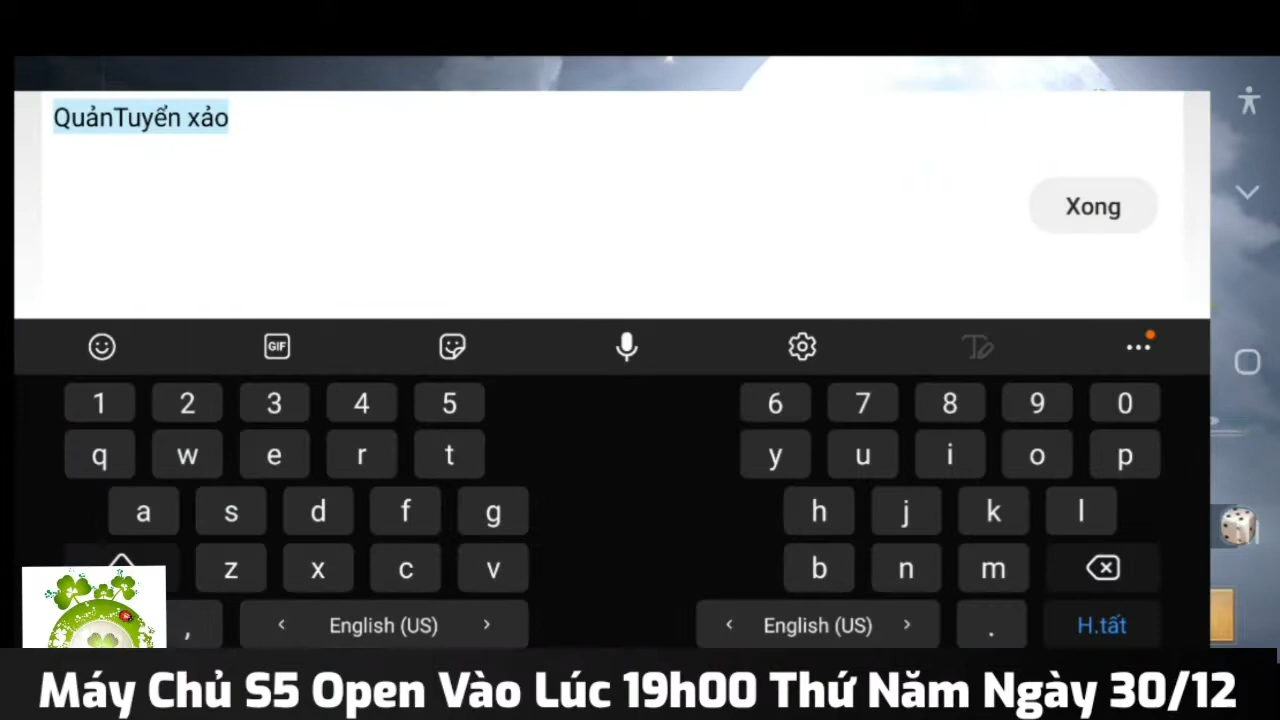 QuảnTuyển xảo
Xong
GIF
1 2 3 4 5 6 7 8 9 0
q w e r t y u i o p
a s d f g h j k l
z x c v b n m
, < English (US) > < English (US) > . H.tất
Máy Chủ S5 Open Vào Lúc 19h00 Thứ Năm Ngày 30/12